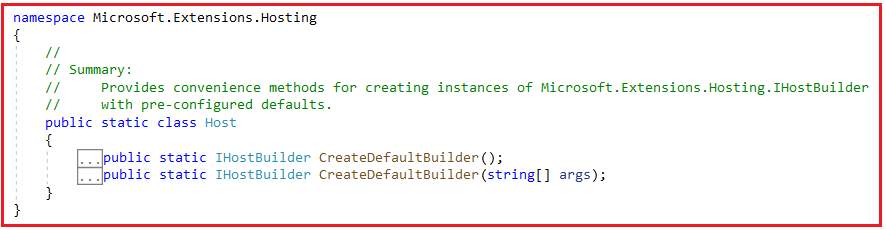 namespace Microsoft.Extensions.Hosting
{
//
// Summary:
//     Provides convenience methods for creating instances of Microsoft.Extensions.Hosting.IHostBuilder
//     with pre-configured defaults.
public static class Host
{
...public static IHostBuilder CreateDefaultBuilder();
...public static IHostBuilder CreateDefaultBuilder(string[] args);
}
}